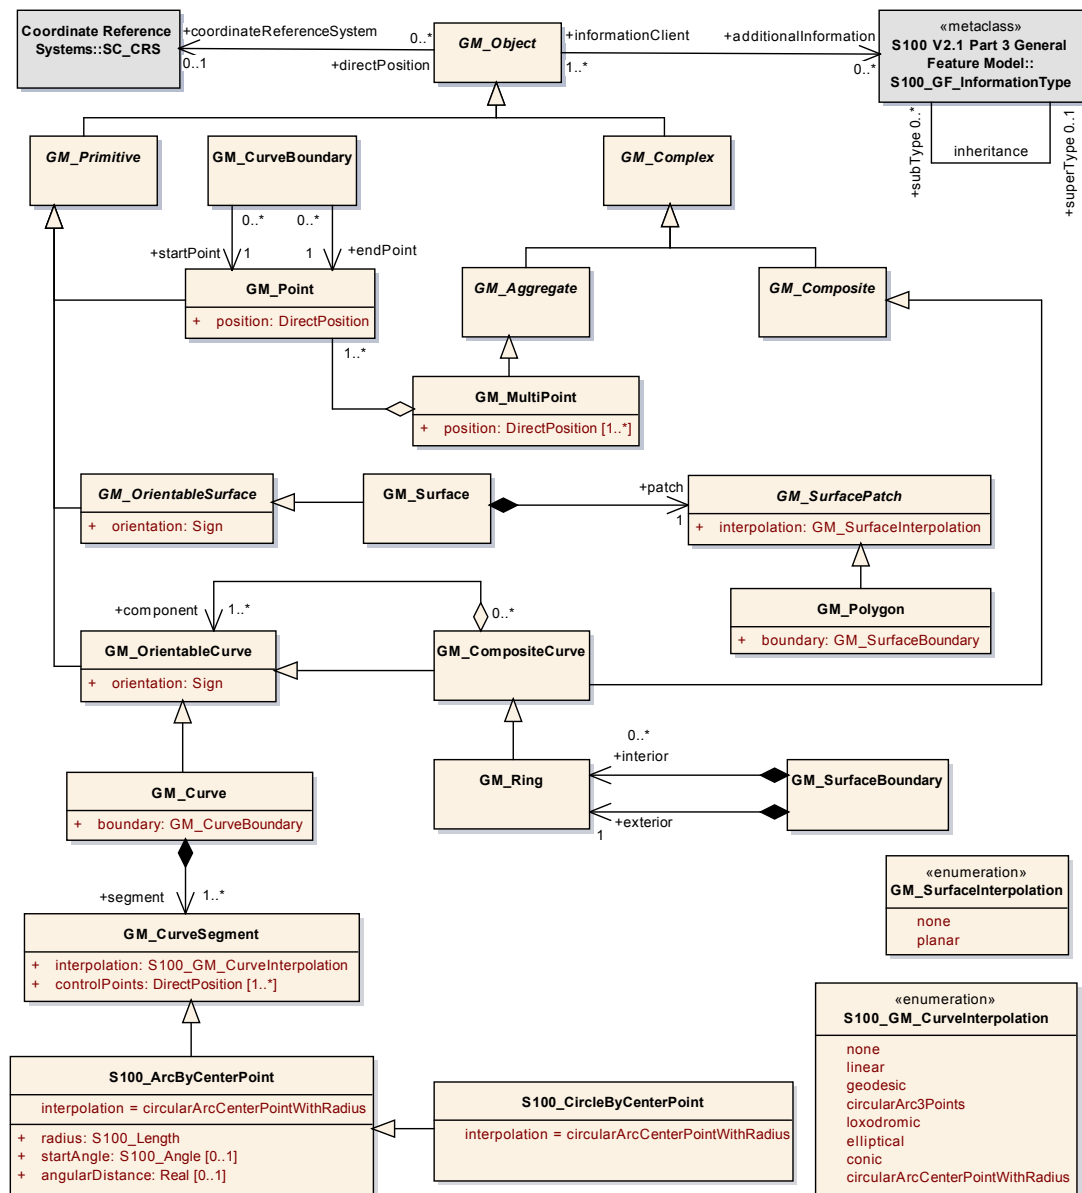 Coordinate Reference
Systems::SC_CRS
+coordinateReferenceSystem
0..1
0..*
+directPosition
GM_Object
+informationClient
1..*
+additionalInformation
0..*
«metaclass»
S100 V2.1 Part 3 General
Feature Model::
S100_GF_InformationType
+subType 0..*
inheritance
+superType 0..1
GM_Primitive
GM_CurveBoundary
GM_Complex
0..*
0..*
+startPoint
1
1
+endPoint
GM_Point
+ position: DirectPosition
1..*
GM_Aggregate
GM_Composite
GM_MultiPoint
+ position: DirectPosition [1..*]
GM_OrientableSurface
+ orientation: Sign
GM_Surface
+patch
1
GM_SurfacePatch
+ interpolation: GM_SurfaceInterpolation
GM_Polygon
+ boundary: GM_SurfaceBoundary
+component
1..*
0..*
GM_OrientableCurve
+ orientation: Sign
GM_CompositeCurve
GM_Ring
0..*
+interior
+exterior
1
GM_SurfaceBoundary
GM_Curve
+ boundary: GM_CurveBoundary
+segment
1..*
GM_CurveSegment
+ interpolation: S100_GM_CurveInterpolation
+ controlPoints: DirectPosition [1..*]
«enumeration»
GM_SurfaceInterpolation
none
planar
S100_ArcByCenterPoint
interpolation = circularArcCenterPointWithRadius
+ radius: S100_Length
+ startAngle: S100_Angle [0..1]
+ angularDistance: Real [0..1]
S100_CircleByCenterPoint
interpolation = circularArcCenterPointWithRadius
«enumeration»
S100_GM_CurveInterpolation
none
linear
geodesic
circularArc3Points
loxodromic
elliptical
conic
circularArcCenterPointWithRadius